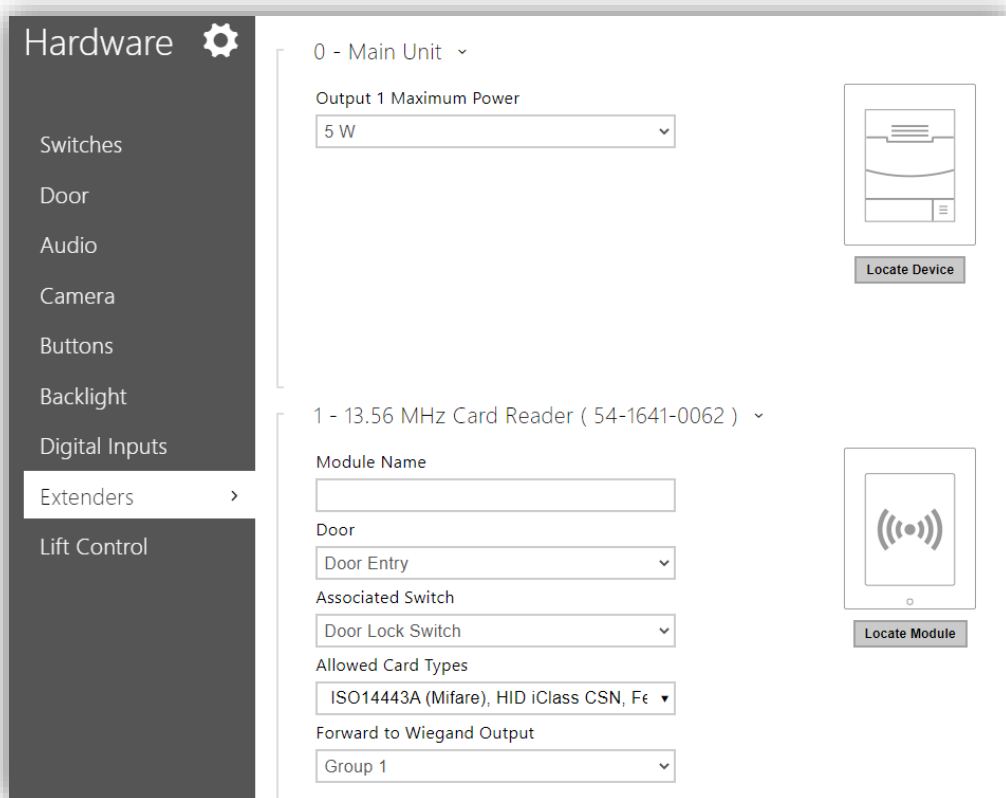 Hardware
Switches
Door
Audio
Camera
Buttons
Backlight
Digital Inputs
Extenders
Lift Control
0 - Main Unit
Output 1 Maximum Power
5 W
Locate Device
1 - 13.56 MHz Card Reader ( 54-1641-0062 )
Module Name
Door
Door Entry
Associated Switch
Door Lock Switch
Allowed Card Types
ISO14443A (Mifare), HID iClass CSN, Fe
Forward to Wiegand Output
Group 1
Locate Module